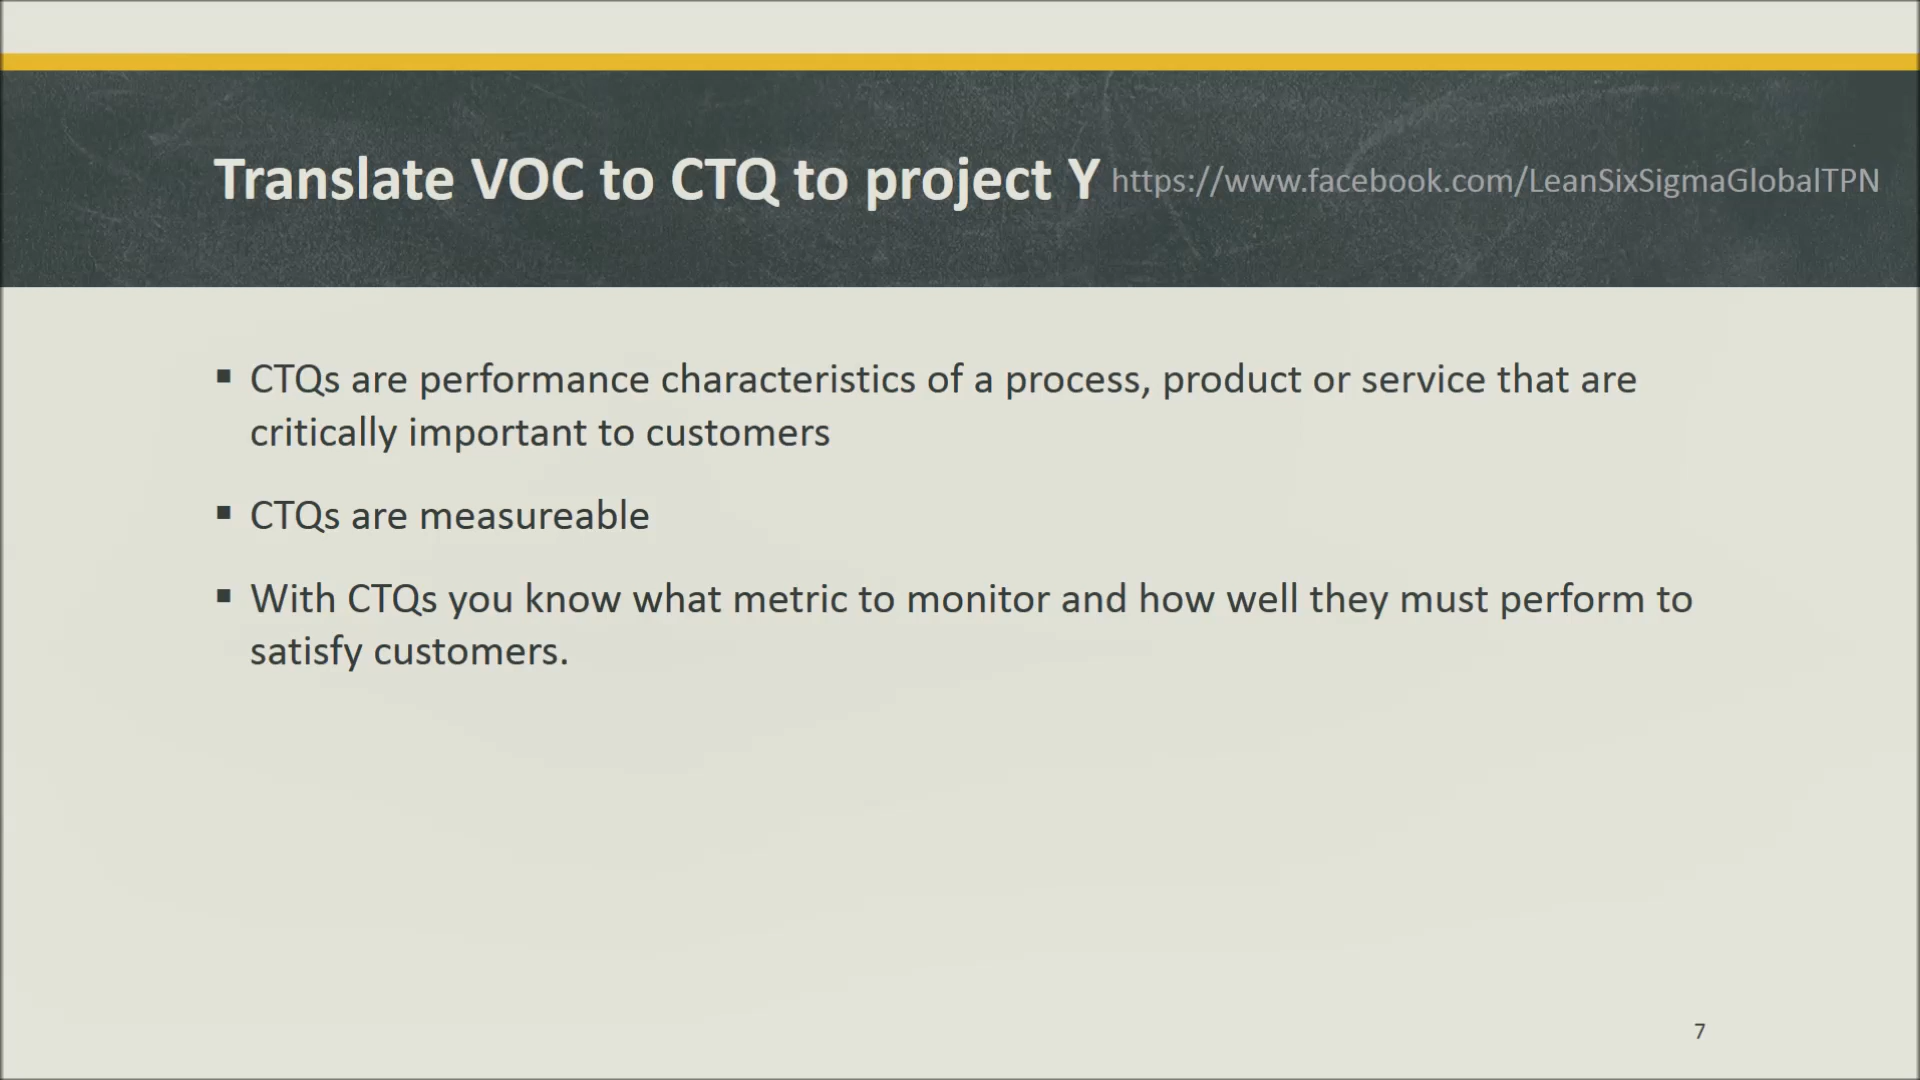 Translate VOC to CTQ to project Y https://www.facebook.com/LeanSixSigmaGlobalTPN
▪ CTQs are performance characteristics of a process, product or service that are
critically important to customers
▪ CTQs are measureable
▪ With CTQs you know what metric to monitor and how well they must perform to
satisfy customers.
7